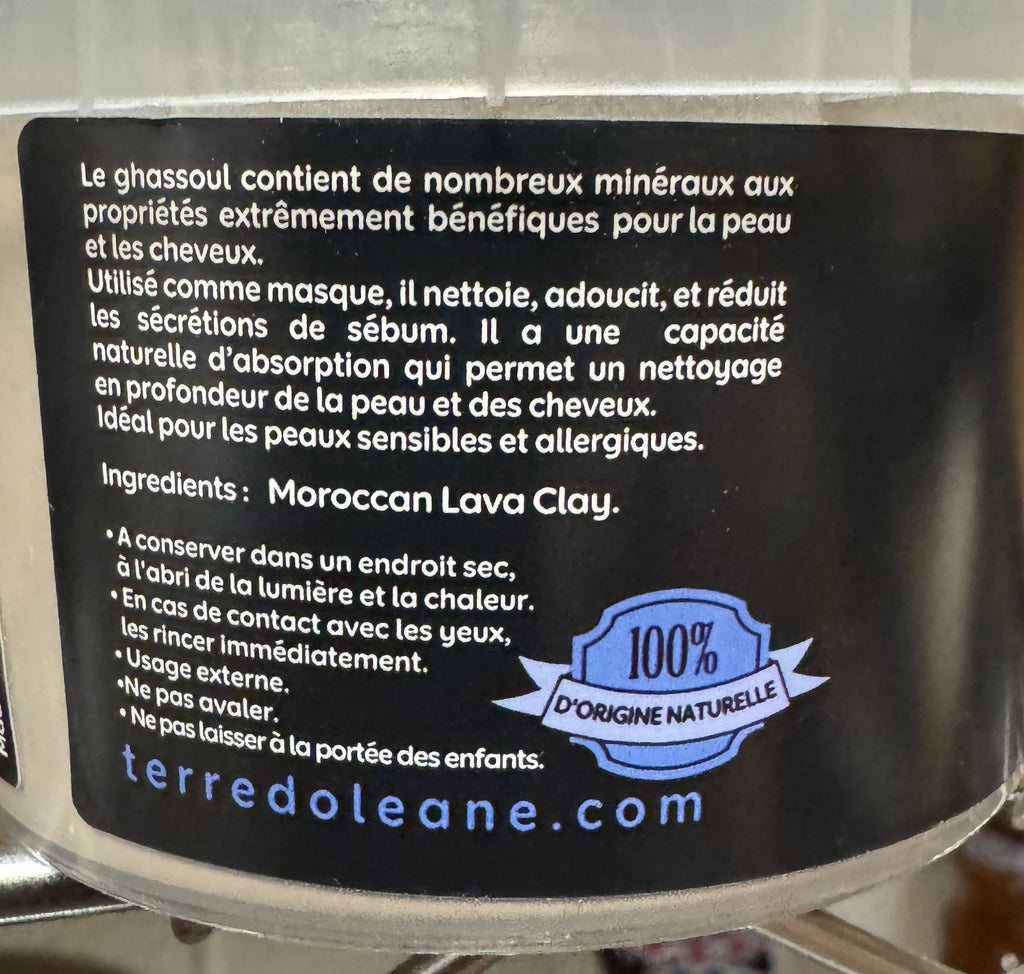 Le ghassoul contient de nombreux minéraux aux
propriétés extrêmement bénéfiques pour la peau
et les cheveux.
Utilisé comme masque, il nettoie, adoucit, et réduit
les sécrétions de sébum. Il a une capacité
naturelle d'absorption qui permet un nettoyage
en profondeur de la peau et des cheveux.
Idéal pour les peaux sensibles et allergiques.
Ingredients : Moroccan Lava Clay.
•A conserver dans un endroit sec,
à l'abri de la lumière et la chaleur.
•En cas de contact avec les yeux,
les rincer immédiatement.
•Usage externe.
•Ne pas avaler.
•Ne pas laisser à la portée des enfants.
100%
D'ORIGINE NATURELLE
terredoleane.com